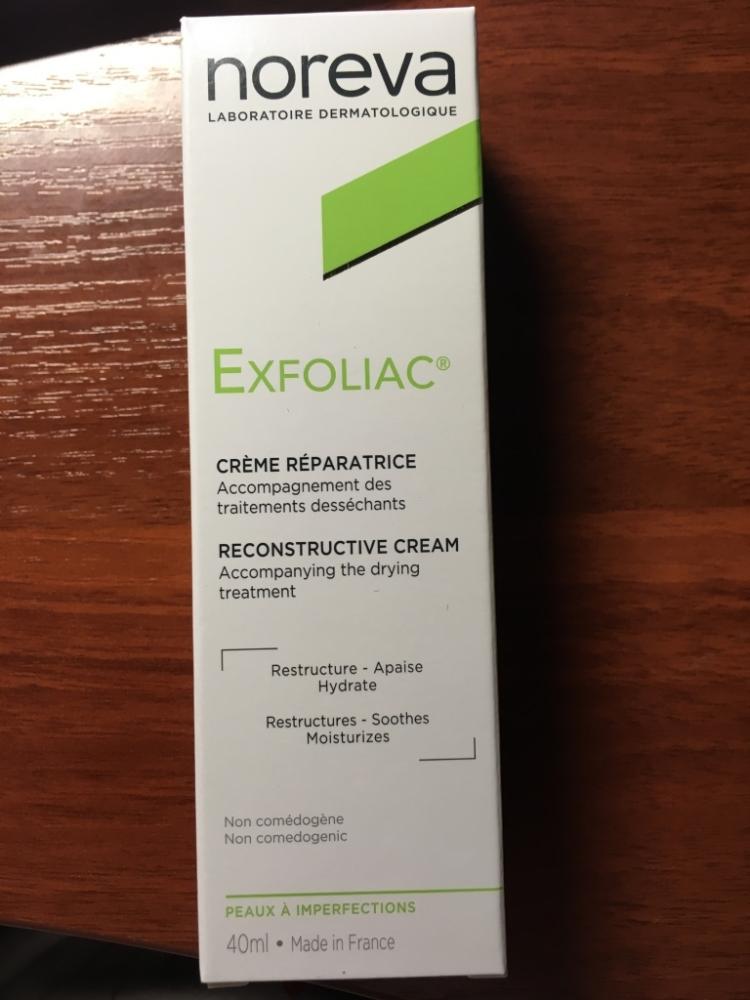 noreva
LABORATOIRE DERMATOLOGIQUE
EXFOLIAC®
CRÈME RÉPARATRICE
Accompagnement des
traitements desséchants
RECONSTRUCTIVE CREAM
Accompanying the drying
treatment
Restructure - Apaise
Hydrate
Restructures - Soothes
Moisturizes
Non comédogène
Non comedogenic
PEAUX À IMPERFECTIONS
40ml • Made in France